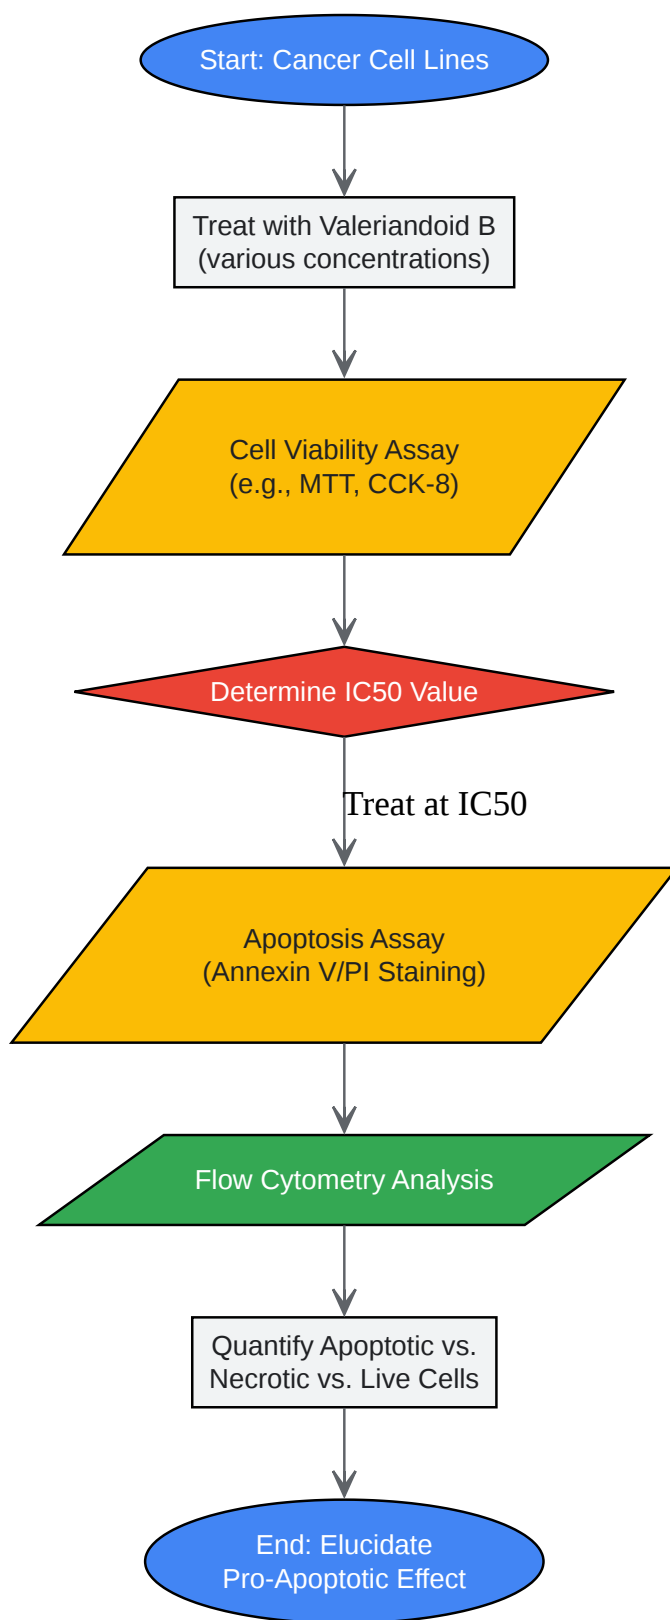 Start: Cancer Cell Lines
Treat with Valeriandoid B
(various concentrations)
Cell Viability Assay
(e.g., MTT, CCK-8)
Determine IC50 Value
Treat at IC50
Apoptosis Assay
(Annexin V/PI Staining)
Flow Cytometry Analysis
Quantify Apoptotic vs.
Necrotic vs. Live Cells
End: Elucidate
Pro-Apoptotic Effect